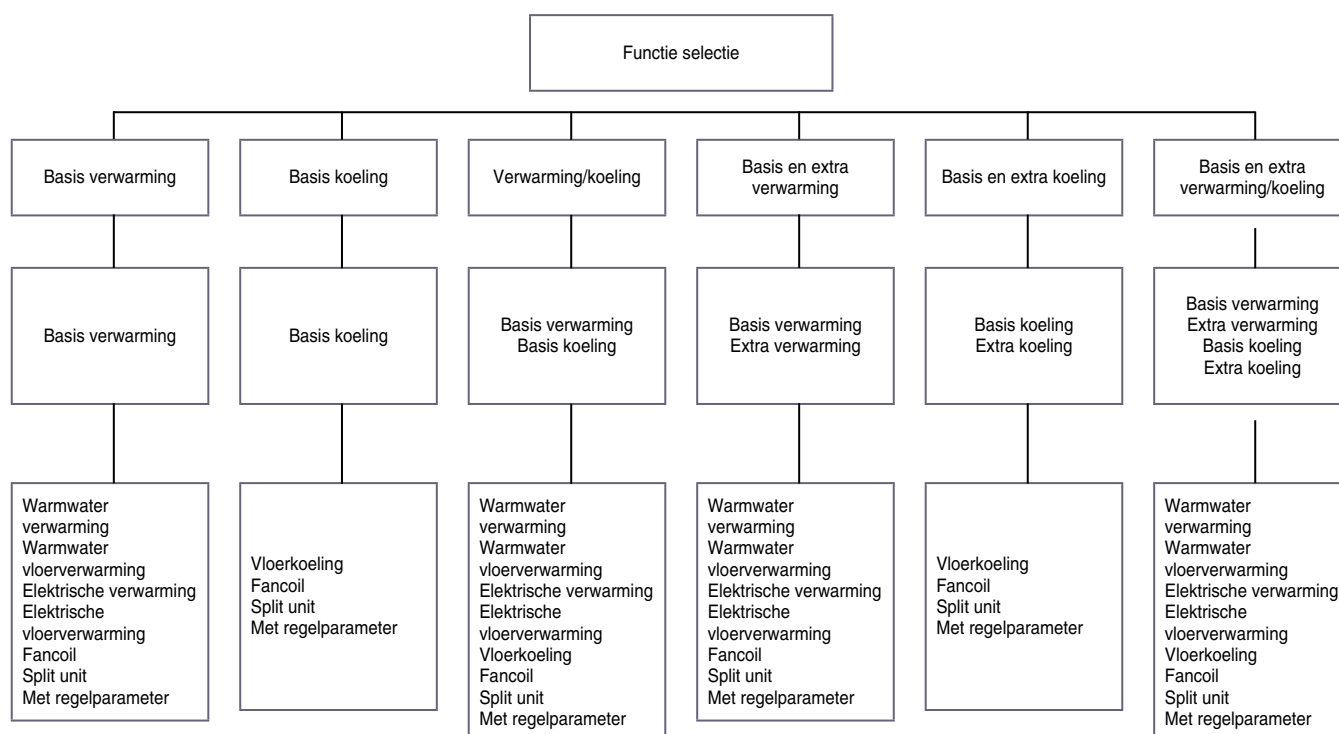 Functie selectie
Basis verwarming
Basis koeling
Verwarming/koeling
Basis en extra
verwarming
Basis en extra koeling
Basis en extra
verwarming/koeling
Basis verwarming
Basis koeling
Basis verwarming
Basis koeling
Basis verwarming
Extra verwarming
Basis koeling
Extra koeling
Basis verwarming
Extra verwarming
Basis koeling
Extra koeling
Warmwater
verwarming
Warmwater
vloerverwarming
Elektrische verwarming
Elektrische
vloerverwarming
Fancoil
Split unit
Met regelparameter
Vloerkoeling
Fancoil
Split unit
Met regelparameter
Warmwater
verwarming
Warmwater
vloerverwarming
Elektrische verwarming
Elektrische
vloerverwarming
Vloerkoeling
Fancoil
Split unit
Met regelparameter
Warmwater
verwarming
Warmwater
vloerverwarming
Elektrische verwarming
Elektrische
vloerverwarming
Fancoil
Split unit
Met regelparameter
Vloerkoeling
Fancoil
Split unit
Met regelparameter
Warmwater
verwarming
Warmwater
vloerverwarming
Elektrische verwarming
Elektrische
vloerverwarming
Vloerkoeling
Fancoil
Split unit
Met regelparameter